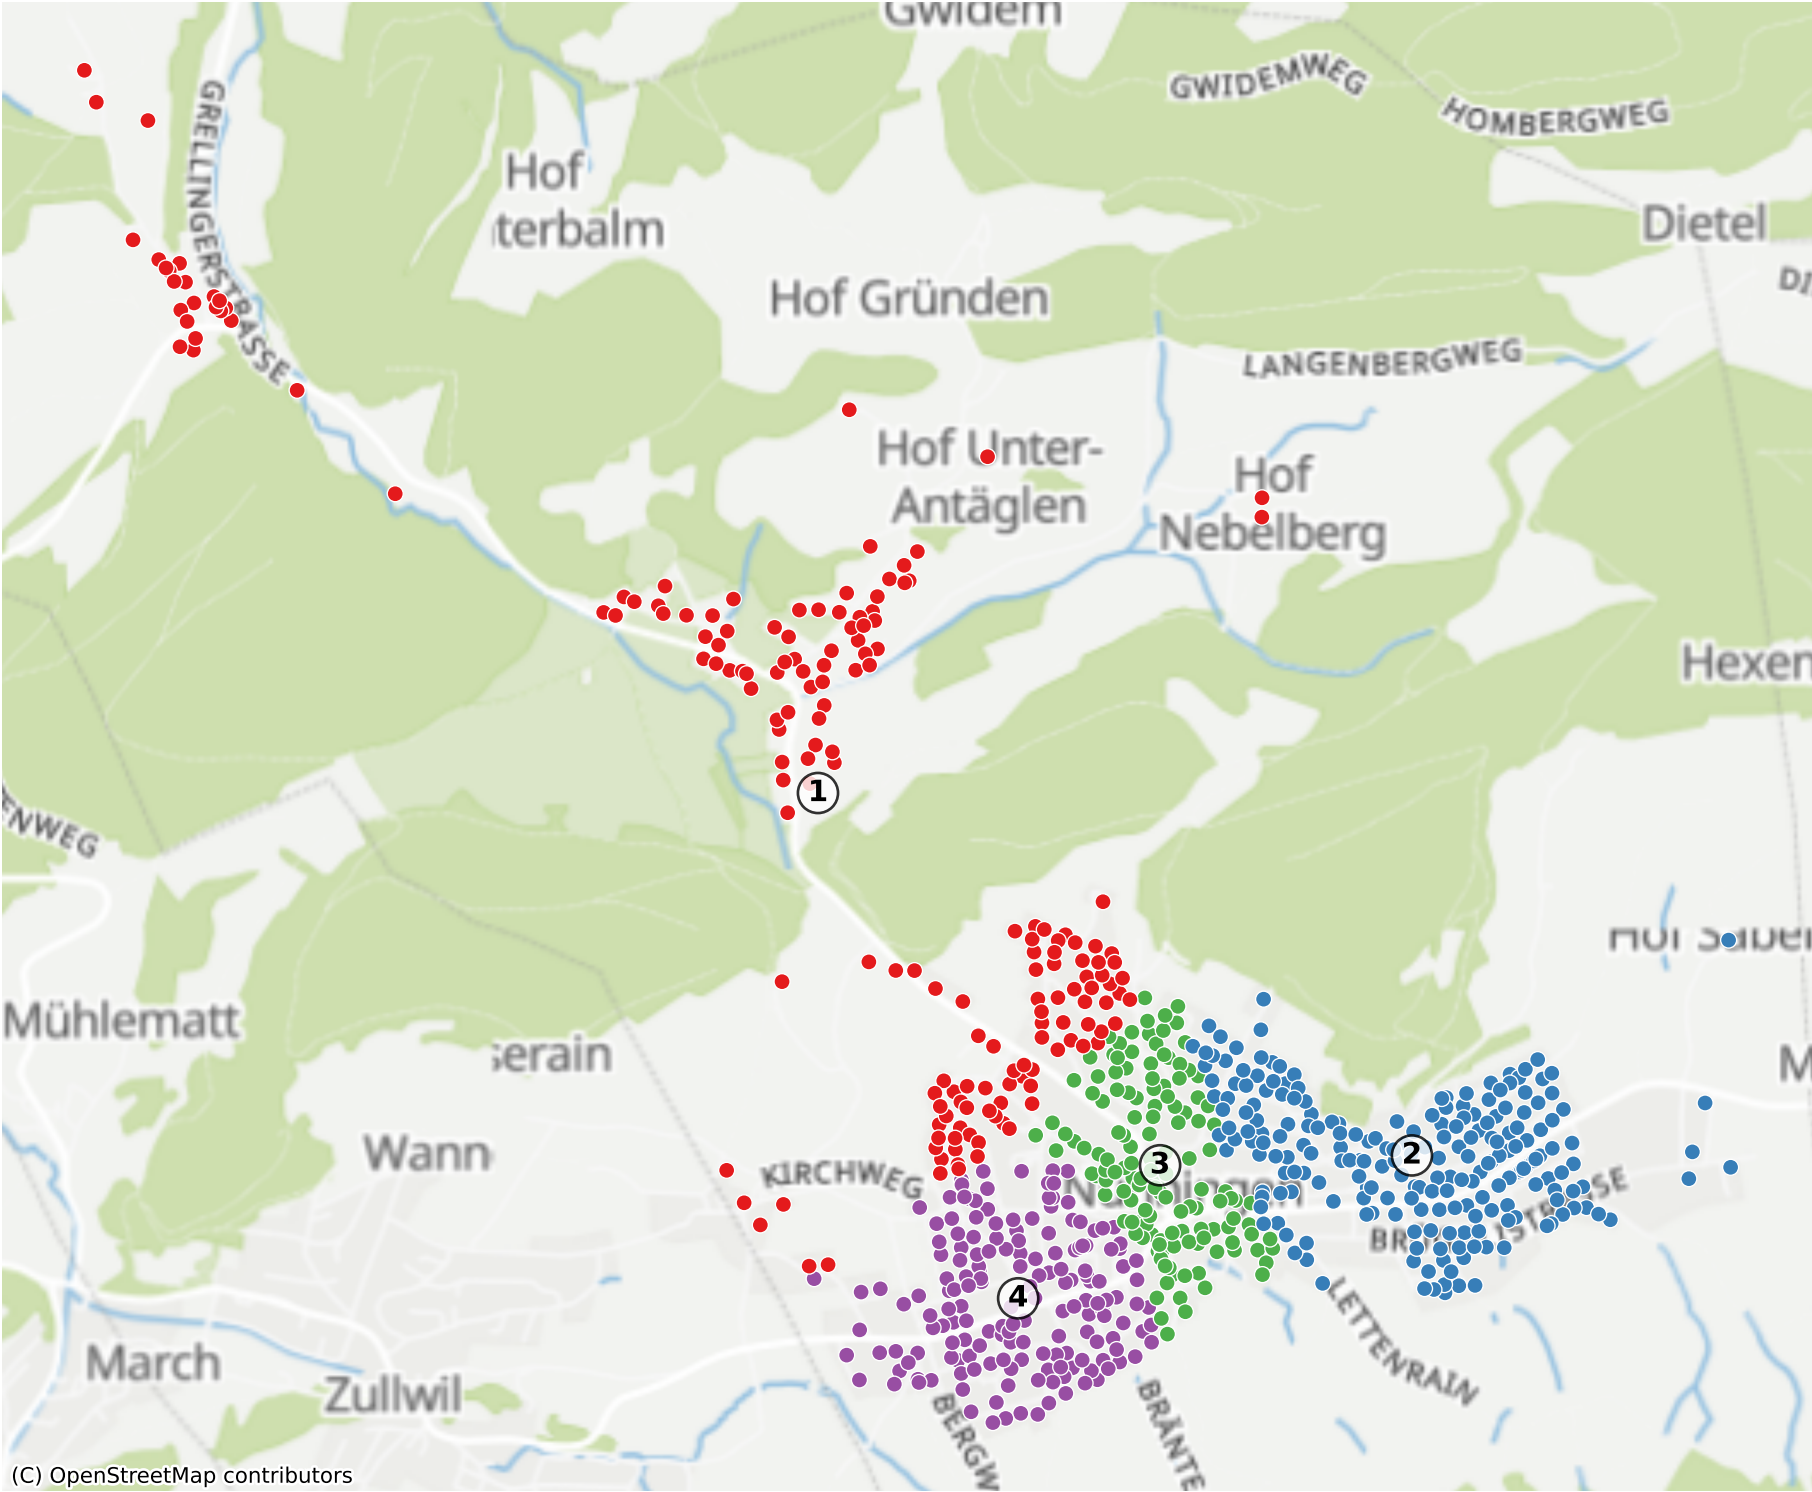 Gwidem
GWIDEMWEG
HOMBERGWEG
GRELLINGERSTRASSE
Hof
terbalm
Dietel
Hof Gründen
LANGENBERGWEG
Hof Unter-
Antäglen
Hof
Nebelberg
Hexen
1
ENWEG
Mühlematt
serain
Wann
KIRCHWEG
3
2
4
LETTENRAIN
March
Zullwil
BERGW
BRÄNTE
(C) OpenStreetMap contributors